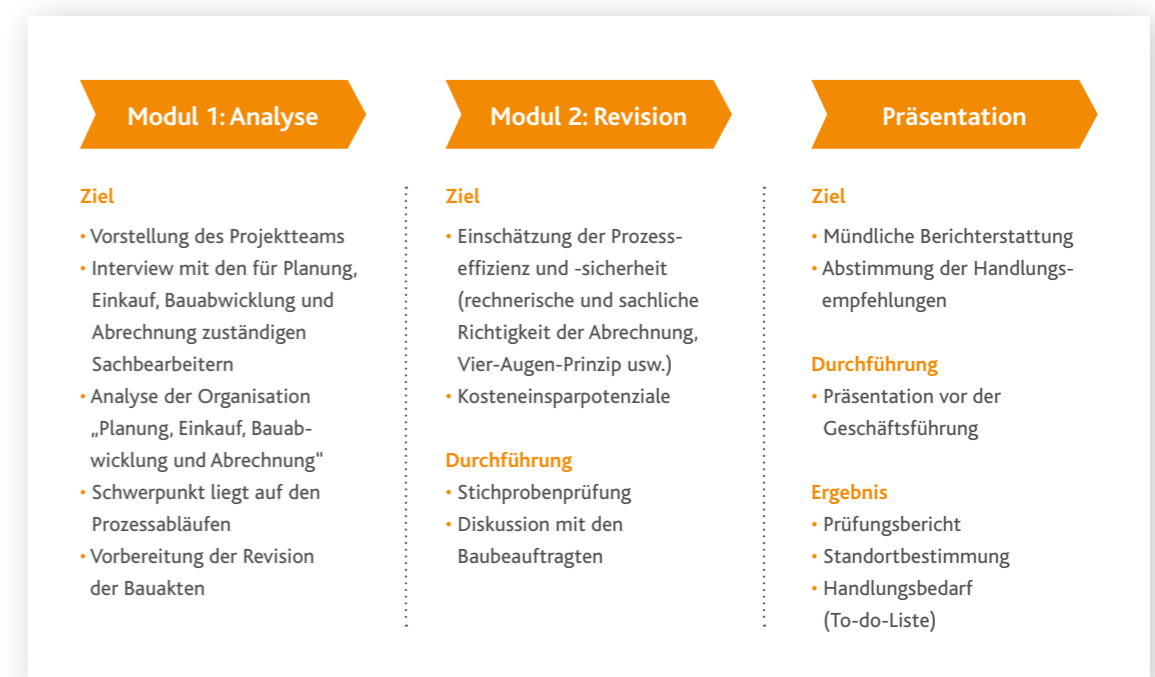 Modul 1: Analyse
Ziel
• Vorstellung des Projektteams
• Interview mit den für Planung,
Einkauf, Bauabwicklung und
Abrechnung zuständigen
Sachbearbeitern
• Analyse der Organisation
„Planung, Einkauf, Bauab-
wicklung und Abrechnung"
• Schwerpunkt liegt auf den
Prozessabläufen
• Vorbereitung der Revision
der Bauakten
Modul 2: Revision
Ziel
• Einschätzung der Prozess-
effizienz und -sicherheit
(rechnerische und sachliche
Richtigkeit der Abrechnung,
Vier-Augen-Prinzip usw.)
• Kosteneinsparpotenziale
Durchführung
• Stichprobenprüfung
• Diskussion mit den
Baubeauftragten
Präsentation
Ziel
• Mündliche Berichterstattung
• Abstimmung der Handlungs-
empfehlungen
Durchführung
• Präsentation vor der
Geschäftsführung
Ergebnis
• Prüfungsbericht
• Standortbestimmung
• Handlungsbedarf
(To-do-Liste)